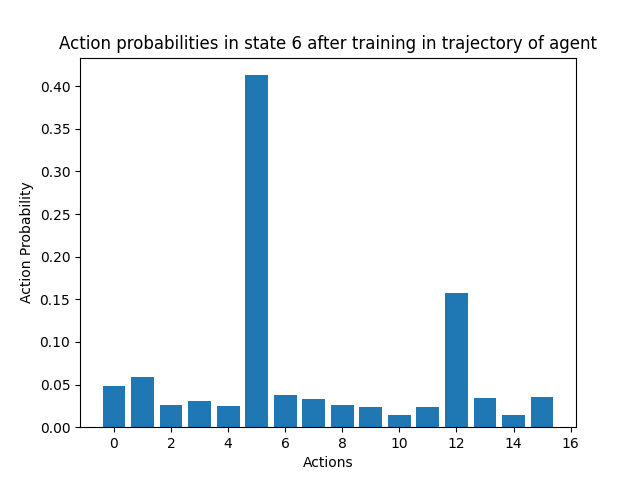 Action probabilities in state 6 after training in trajectory of agent
0.40
0.35
0.30
0.25
0.20
0.15
0.10
0.05
0.00
Action Probability
0 2 4 6 8 10 12 14 16
Actions